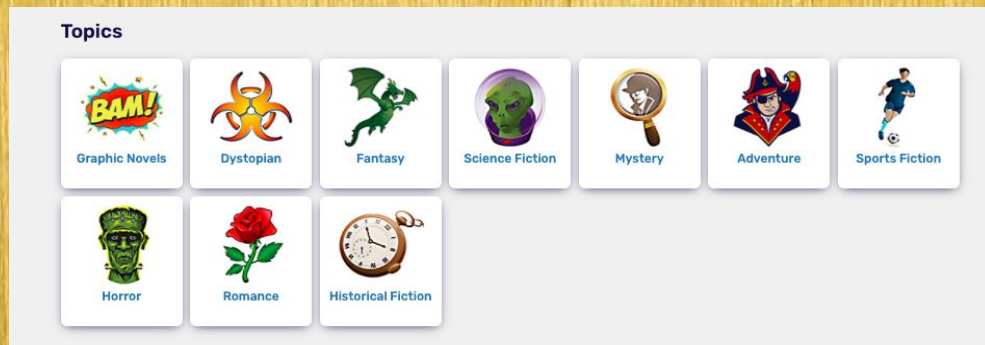 Topics
BAM!
Graphic Novels
Dystopian
Fantasy
Science Fiction
Mystery
Adventure
Sports Fiction
Horror
Romance
Historical Fiction